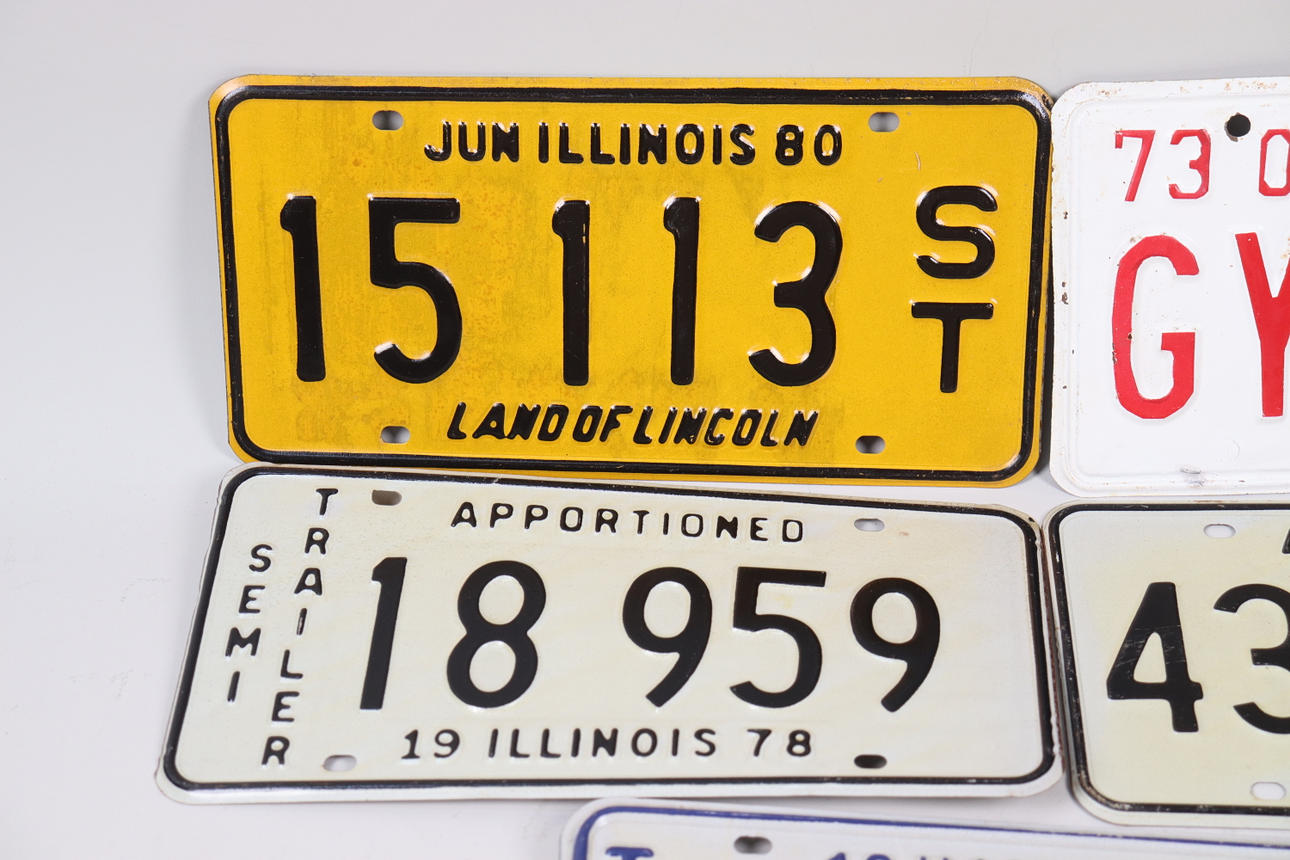 JUN ILLINOIS 80
15 113 ST
LAND OF LINCOLN
73
GY
SEMI
TRAILER
APPORTIONED
18 959
19 ILLINOIS 78
43